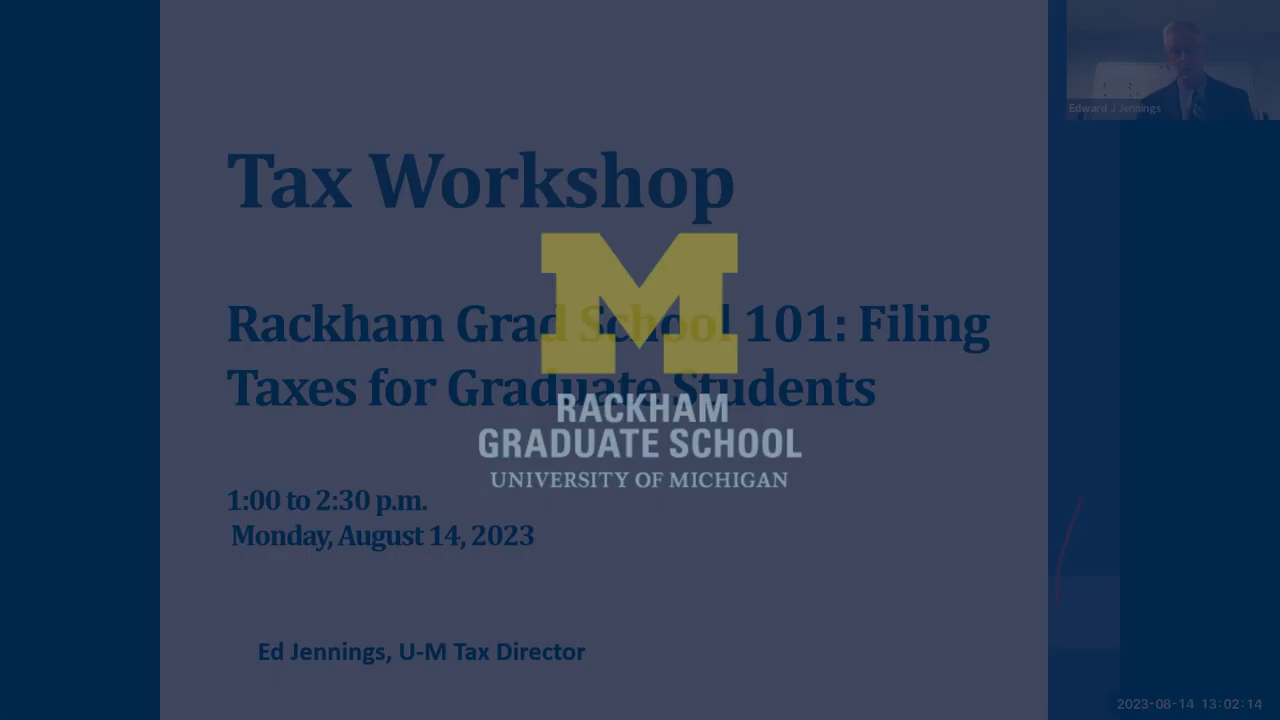 Tax Workshop
Edward J Jennings
Rackham Grad School 101: Filing
Taxes for Graduate Students
M
RACKHAM
GRADUATE SCHOOL
UNIVERSITY OF MICHIGAN
1:00 to 2:30 p.m.
Monday, August 14, 2023
Ed Jennings, U-M Tax Director
2023-08-14 13:02:14